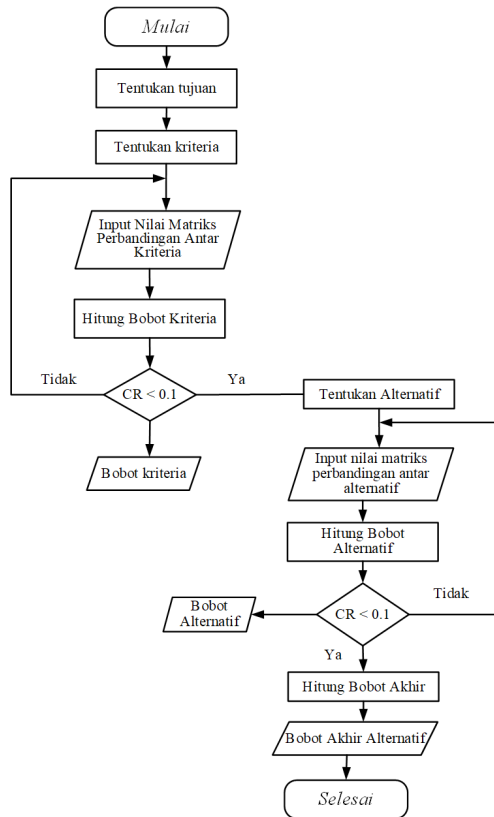 Mulai
Tentukan tujuan
Tentukan kriteria
Input Nilai Matriks
Perbandingan Antar
Kriteria
Hitung Bobot Kriteria
Tidak
CR < 0.1
Ya
Tentukan Alternatif
Bobot kriteria
Input nilai matriks
perbandingan antar
alternatif
Hitung Bobot
Alternatif
Tidak
Bobot
Alternatif
CR < 0.1
Ya
Hitung Bobot Akhir
Bobot Akhir Alternatif
Selesai